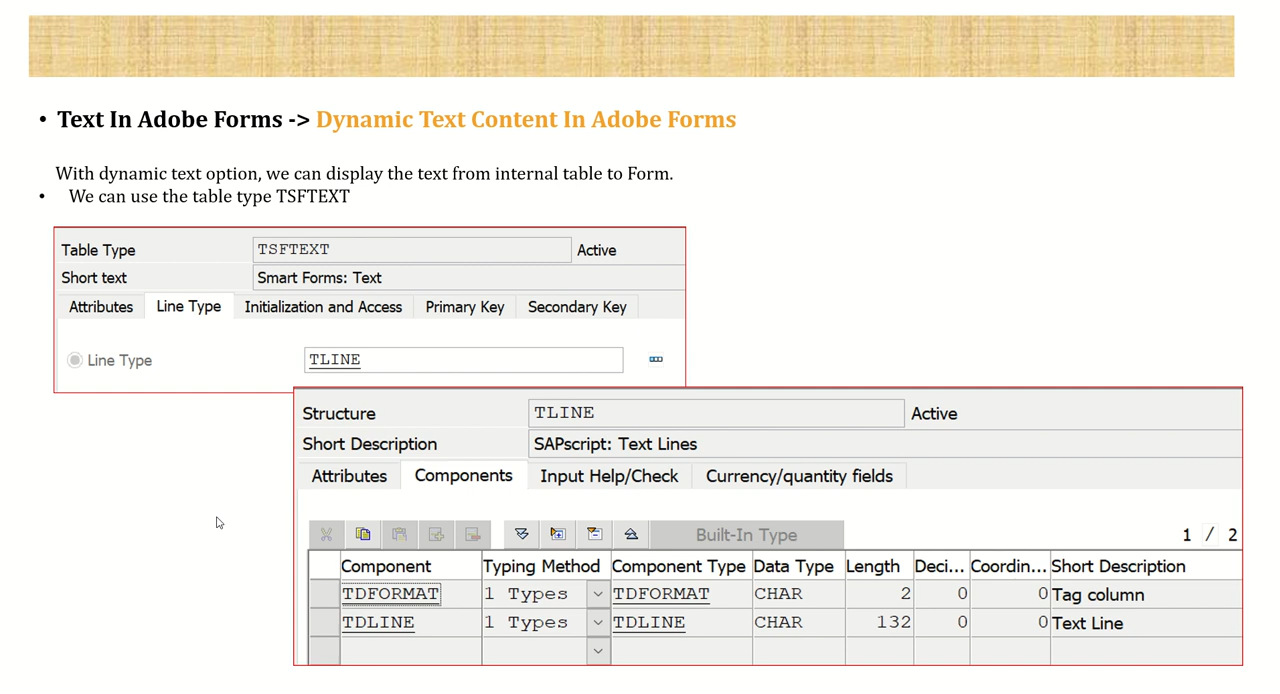 • Text In Adobe Forms -> Dynamic Text Content In Adobe Forms
With dynamic text option, we can display the text from internal table to Form.
• We can use the table type TSFTEXT
Table Type TSFTEXT Active
Short text Smart Forms: Text
Attributes Line Type Initialization and Access Primary Key Secondary Key
Line Type TLINE
Structure TLINE Active
Short Description SAPscript: Text Lines
Attributes Components Input Help/Check Currency/quantity fields
Built-In Type 1 / 2
Component Typing Method Component Type Data Type Length Deci... Coordin... Short Description
TDFORMAT 1 Types TDFORMAT CHAR 2 0 0 Tag column
TDLINE 1 Types TDLINE CHAR 132 0 0 Text Line